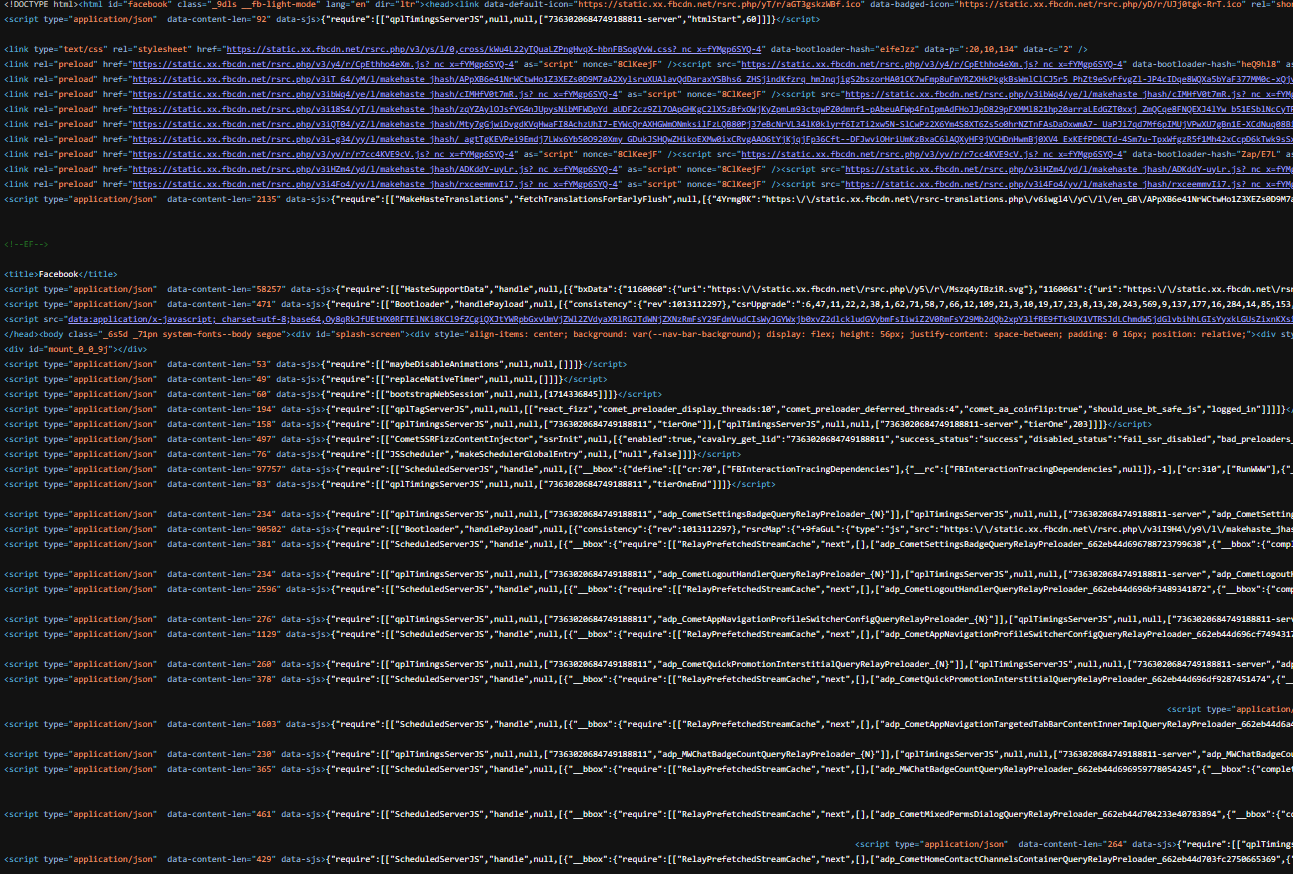 <!DOCTYPE html><html id="facebook" class="_9dls __fb-light-mode" lang="en" dir="ltr"><head><link data-default-icon="https://static.xx.fbcdn.net/rsrc.php/yT/r/aGT3gskzWBf.ico" data-badged-icon="https://static.xx.fbcdn.net/rsrc.php/yD/r/UJj0tgk-RrT.ico" rel="shor
<script type="application/json" data-content-len="92" data-sjs>{"require":[["qplTimingsServerJS",null,null,["7363020684749188811-server","htmlStart",60]]]}</script>
<link type="text/css" rel="stylesheet" href="https://static.xx.fbcdn.net/rsrc.php/v3/ys/l/0,cross/kWu4L22yTQuaLZPngHvqX-hbnFBSogVvW.css?_nc_x=fYMgp6SYQ-4" data-bootloader-hash="eifeJzz" data-p=":20,10,134" data-c="2" />
<link rel="preload" href="https://static.xx.fbcdn.net/rsrc.php/v3/y4/r/CpEthho4eXm.js?_nc_x=fYMgp6SYQ-4" as="script" nonce="8ClKeejF" /><script src="https://static.xx.fbcdn.net/rsrc.php/v3/y4/r/CpEthho4eXm.js?_nc_x=fYMgp6SYQ-4" data-bootloader-hash="heQ9hl8"
<link rel="preload" href="https://static.xx.fbcdn.net/rsrc.php/v3iT_64/yM/l/makehaste_jhash/
<link rel="preload" href="https://static.xx.fbcdn.net/rsrc.php/v3ibWq4/ye/l/makehaste_jhash/cIMHfV0t7mR.js?_nc_x=fYMgp6SYQ-4" as="script" nonce="8ClKeejF" /><script src="https://static.xx.fbcdn.net/rsrc.php/v3ibWq4/ye/l/makehaste_jhash/cIMHfV0t7mR.js?_nc_x=fYMg
<link rel="preload" href="https://static.xx.fbcdn.net/rsrc.php/v3i18S4/yT/l/makehaste_jhash/
<link rel="preload" href="https://static.xx.fbcdn.net/rsrc.php/v3iQT04/yZ/l/makehaste_jhash/
<link rel="preload" href="https://static.xx.fbcdn.net/rsrc.php/v3i-g34/yy/l/makehaste_jhash/
<link rel="preload" href="https://static.xx.fbcdn.net/rsrc.php/v3/yv/r/r7cc4KVE9cV.js?_nc_x=fYMgp6SYQ-4" as="script" nonce="8ClKeejF" /><script src="https://static.xx.fbcdn.net/rsrc.php/v3/yv/r/r7cc4KVE9cV.js?_nc_x=fYMgp6SYQ-4" data-bootloader-hash="Zap/E7L"
<link rel="preload" href="https://static.xx.fbcdn.net/rsrc.php/v3iHZm4/yd/l/makehaste_jhash/ADKddY-uyLr.js?_nc_x=fYMgp6SYQ-4" as="script" nonce="8ClKeejF" /><script src="https://static.xx.fbcdn.net/rsrc.php/v3iHZm4/yd/l/makehaste_jhash/ADKddY-uyLr.js?_nc_x=fYMg
<link rel="preload" href="https://static.xx.fbcdn.net/rsrc.php/v3i4Fo4/yv/l/makehaste_jhash/rxceemmvIi7.js?_nc_x=fYMgp6SYQ-4" as="script" nonce="8ClKeejF" /><script src="https://static.xx.fbcdn.net/rsrc.php/v3i4Fo4/yv/l/makehaste_jhash/rxceemmvIi7.js?_nc_x=fYMg
<script type="application/json" data-content-len="2135" data-sjs>{"require":[["MakeHasteTranslations","fetchTranslationsForEarlyFlush",null,[{"4YrmgRK":"https:\/\/static.xx.fbcdn.net\/rsrc-translations.php\/v6iwgl4\/yC\/l\/en_GB\/
<!--EF-->
<title>Facebook</title>
<script type="application/json" data-content-len="58257" data-sjs>{"require":[["HasteSupportData","handle",null,[{"bxData":{"1160060":{"uri":"https:\/\/static.xx.fbcdn.net\/rsrc.php\/y5\/r\/Mszq4yIBziR.svg"},"1160061":{"uri":"https:\/\/static.xx.fbcdn.net\/rs
<script type="application/json" data-content-len="471" data-sjs>{"require":[["Bootloader","handlePayload",null,[{"consistency":{"rev":1013112297},"csrUpgrade":":6,47,11,22,2,38,1,62,71,58,7,66,12,109,21,3,10,19,17,23,8,13,20,243,569,9,137,177,16,284,14,85,153,
<script src="data:application/x-javascript; charset=utf-8;base64,
</head><body class="_6s5d _71pn system-fonts--body segoe"><div id="splash-screen"><div style="align-items: center; background: var(--nav-bar-background); display: flex; height: 56px; justify-content: space-between; padding: 0 16px; position: relative;"><div sty
<div id="mount_0_0_9j"></div>
<script type="application/json" data-content-len="53" data-sjs>{"require":[["maybeDisableAnimations",null,null,[]]]}</script>
<script type="application/json" data-content-len="49" data-sjs>{"require":[["replaceNativeTimer",null,null,[]]]}</script>
<script type="application/json" data-content-len="60" data-sjs>{"require":[["bootstrapWebSession",null,null,[1714336845]]]}</script>
<script type="application/json" data-content-len="194" data-sjs>{"require":[["qplTagServerJS",null,null,[["react_fizz","comet_preloader_display_threads:10","comet_preloader_deferred_threads:4","comet_aa_coinflip:true","should_use_bt_safe_js","logged_in"]]]]}</s
<script type="application/json" data-content-len="158" data-sjs>{"require":[["qplTimingsServerJS",null,null,["7363020684749188811","tierOne"]],["qplTimingsServerJS",null,null,["7363020684749188811-server","tierOne",203]]]}</script>
<script type="application/json" data-content-len="497" data-sjs>{"require":[["CometSSRFizzContentInjector","ssrInit",null,[{"enabled":true,"cavalry_get_lid":"7363020684749188811","success_status":"success","disabled_status":"fail_ssr_disabled","bad_preloaders_
<script type="application/json" data-content-len="76" data-sjs>{"require":[["JSScheduler","makeSchedulerGlobalEntry",null,["null",false]]]}</script>
<script type="application/json" data-content-len="97757" data-sjs>{"require":[["ScheduledServerJS","handle",null,[{"__bbox":{"define":[["cr:70",["FBInteractionTracingDependencies"],{"__rc":["FBInteractionTracingDependencies",null]},-1],["cr:310",["RunWWW"],{"_
<script type="application/json" data-content-len="83" data-sjs>{"require":[["qplTimingsServerJS",null,null,["7363020684749188811","tierOneEnd"]]]}</script>
<script type="application/json" data-content-len="234" data-sjs>{"require":[["qplTimingsServerJS",null,null,["7363020684749188811","adp_CometSettingsBadgeQueryRelayPreloader_{N}"]],["qplTimingsServerJS",null,null,["7363020684749188811-server","adp_CometSetting
<script type="application/json" data-content-len="90502" data-sjs>{"require":[["Bootloader","handlePayload",null,[{"consistency":{"rev":1013112297},"rsrcMap":{"+9faGuL":{"type":"js","src":"https:\/\/static.xx.fbcdn.net\/rsrc.php\/v3iI9H4\/y9\/l\/makehaste_jhas
<script type="application/json" data-content-len="381" data-sjs>{"require":[["ScheduledServerJS","handle",null,[{"__bbox":{"require":[["RelayPrefetchedStreamCache","next",[],["adp_CometSettingsBadgeQueryRelayPreloader_662eb44d696788723799638",{"__bbox":{"compl
<script type="application/json" data-content-len="234" data-sjs>{"require":[["qplTimingsServerJS",null,null,["7363020684749188811","adp_CometLogoutHandlerQueryRelayPreloader_{N}"]],["qplTimingsServerJS",null,null,["7363020684749188811-server","adp_CometLogoutH
<script type="application/json" data-content-len="2596" data-sjs>{"require":[["ScheduledServerJS","handle",null,[{"__bbox":{"require":[["RelayPrefetchedStreamCache","next",[],["adp_CometLogoutHandlerQueryRelayPreloader_662eb44d696bf3489341872",{"__bbox":{"comp
<script type="application/json" data-content-len="276" data-sjs>{"require":[["qplTimingsServerJS",null,null,["7363020684749188811","adp_CometAppNavigationProfileSwitcherConfigQueryRelayPreloader_{N}"]],["qplTimingsServerJS",null,null,["7363020684749188811-serve
<script type="application/json" data-content-len="1129" data-sjs>{"require":[["ScheduledServerJS","handle",null,[{"__bbox":{"require":[["RelayPrefetchedStreamCache","next",[],["adp_CometAppNavigationProfileSwitcherConfigQueryRelayPreloader_662eb44d696cf7494317
<script type="application/json" data-content-len="260" data-sjs>{"require":[["qplTimingsServerJS",null,null,["7363020684749188811","adp_CometQuickPromotionInterstitialQueryRelayPreloader_{N}"]],["qplTimingsServerJS",null,null,["7363020684749188811-server","adp
<script type="application/json" data-content-len="378" data-sjs>{"require":[["ScheduledServerJS","handle",null,[{"__bbox":{"require":[["RelayPrefetchedStreamCache","next",[],["adp_CometQuickPromotionInterstitialQueryRelayPreloader_662eb44d696df9287451474",{"__
<script type="application/
<script type="application/json" data-content-len="1603" data-sjs>{"require":[["ScheduledServerJS","handle",null,[{"__bbox":{"require":[["RelayPrefetchedStreamCache","next",[],["adp_CometAppNavigationTargetedTabBarContentInnerImplQueryRelayPreloader_662eb44d6a4
<script type="application/json" data-content-len="230" data-sjs>{"require":[["qplTimingsServerJS",null,null,["7363020684749188811","adp_MWChatBadgeCountQueryRelayPreloader_{N}"]],["qplTimingsServerJS",null,null,["7363020684749188811-server","adp_MWChatBadgeCou
<script type="application/json" data-content-len="365" data-sjs>{"require":[["ScheduledServerJS","handle",null,[{"__bbox":{"require":[["RelayPrefetchedStreamCache","next",[],["adp_MWChatBadgeCountQueryRelayPreloader_662eb44d696959778054245",{"__bbox":{"complet
<script type="application/json" data-content-len="461" data-sjs>{"require":[["ScheduledServerJS","handle",null,[{"__bbox":{"require":[["RelayPrefetchedStreamCache","next",[],["adp_CometMixedPermsDialogQueryRelayPreloader_662eb44d704233e40783894",{"__bbox":{"co
<script type="application/json" data-content-len="264" data-sjs>{"require":[["qplTiming
<script type="application/json" data-content-len="429" data-sjs>{"require":[["ScheduledServerJS","handle",null,[{"__bbox":{"require":[["RelayPrefetchedStreamCache","next",[],["adp_CometHomeContactChannelsContainerQueryRelayPreloader_662eb44d703fc2750665369",{"